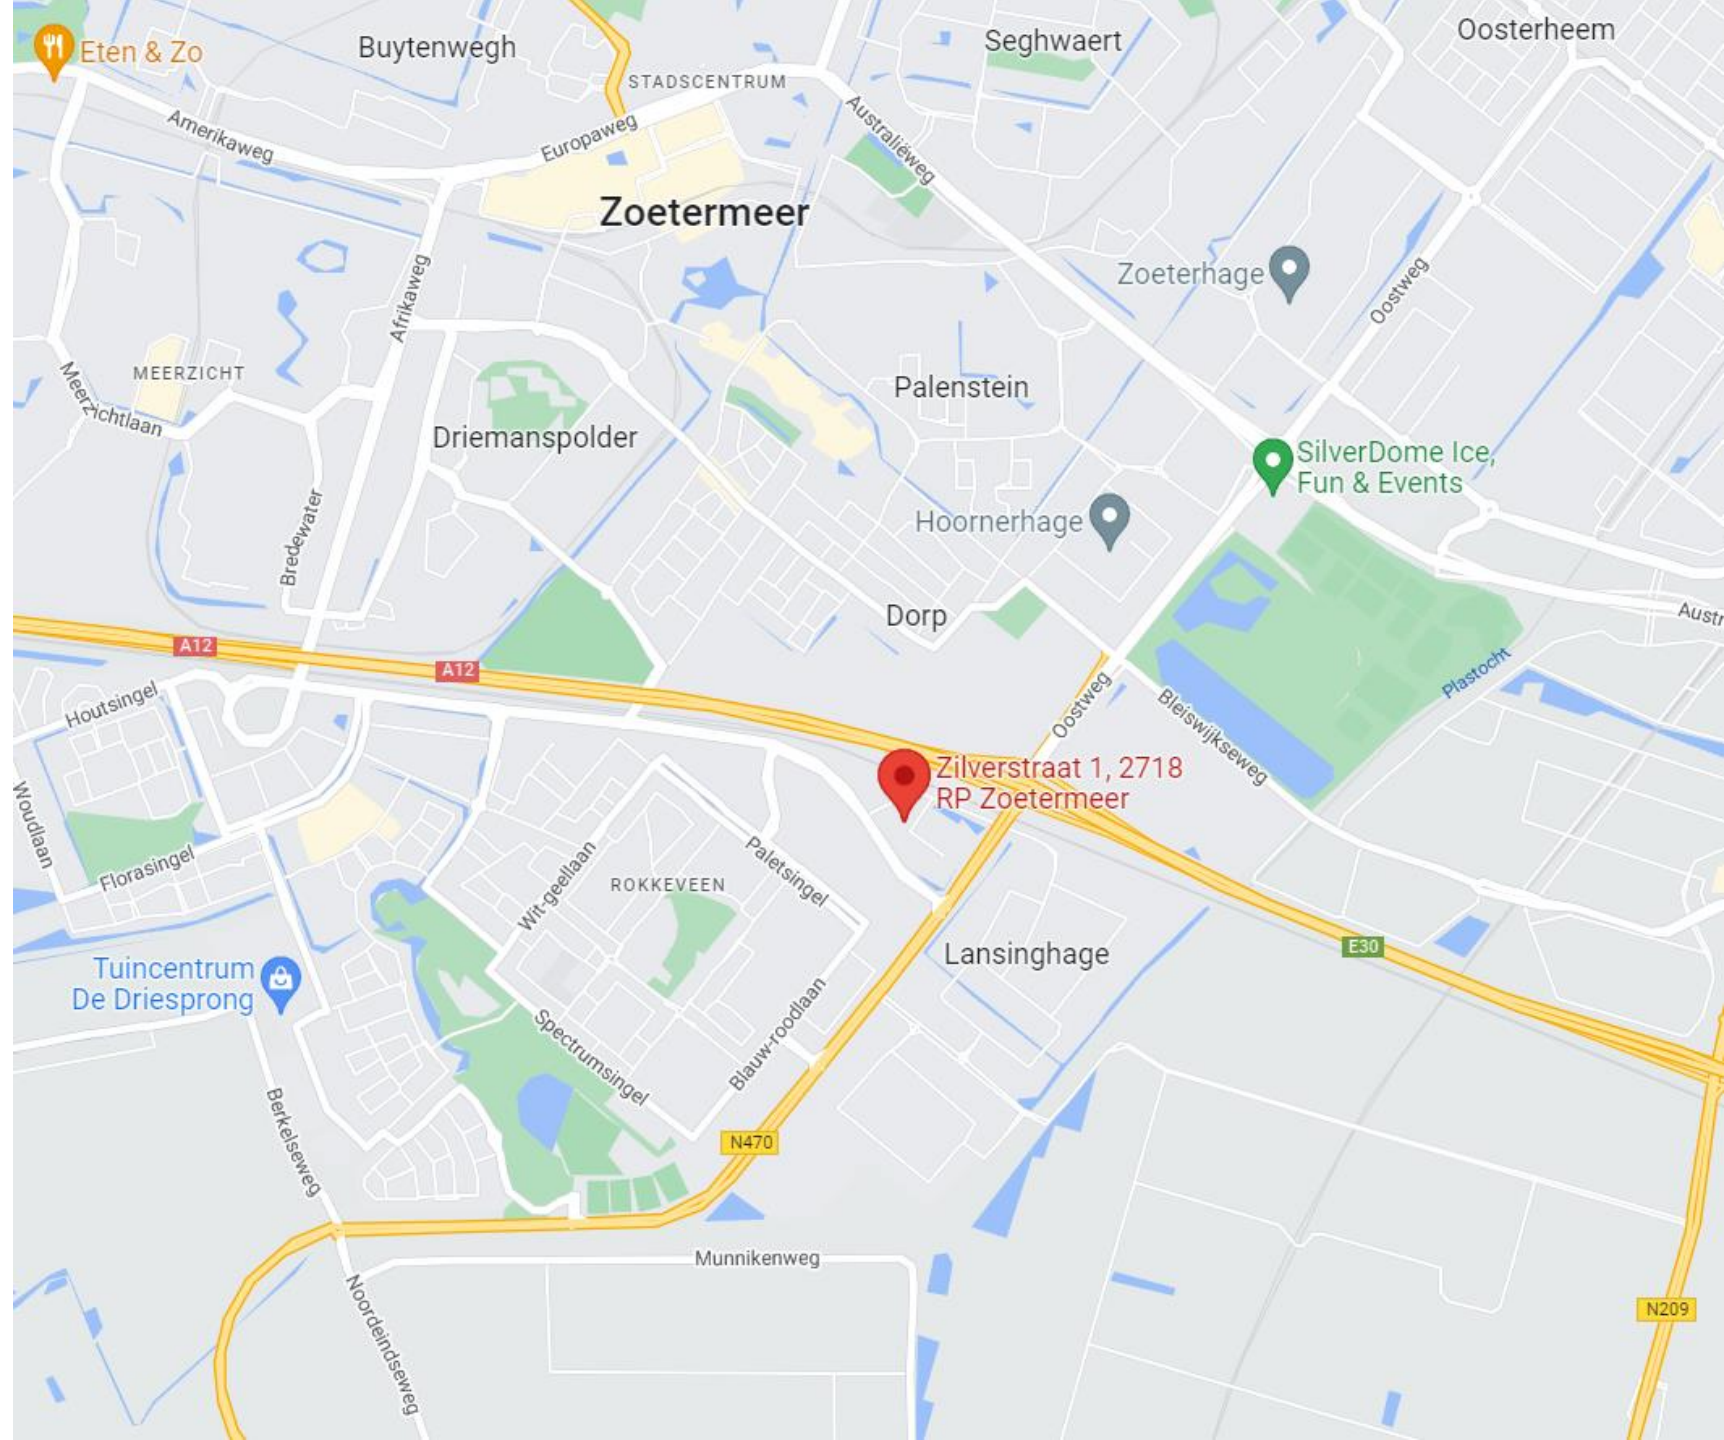 Oosterheem
Seghwaert
Buytenwegh
Eten & Zo
STADSCENTRUM
Amerikaweg
Europaweg
Australiëweg
Zoetermeer
Zoeterhage
Oostweg
Afrikaweg
MEERZICHT
Meerzichtlaan
Palenstein
Driemanspolder
SilverDome Ice,
Fun & Events
Hoornerhage
Bredewater
Dorp
Austr
A12
A12
Plastocht
Houtsingel
Oostweg
Bleiswijkseweg
Zilverstraat 1, 2718
RP Zoetermeer
Woudlaan
Florasingel
Wit-geellaan
ROKKEVEEN
Paletsingel
Lansinghage
E30
Tuincentrum
De Driesprong
Spectrumsingel
Blauw-roodlaan
Berkelseweg
N470
Munnikenweg
Noordeindseweg
N209